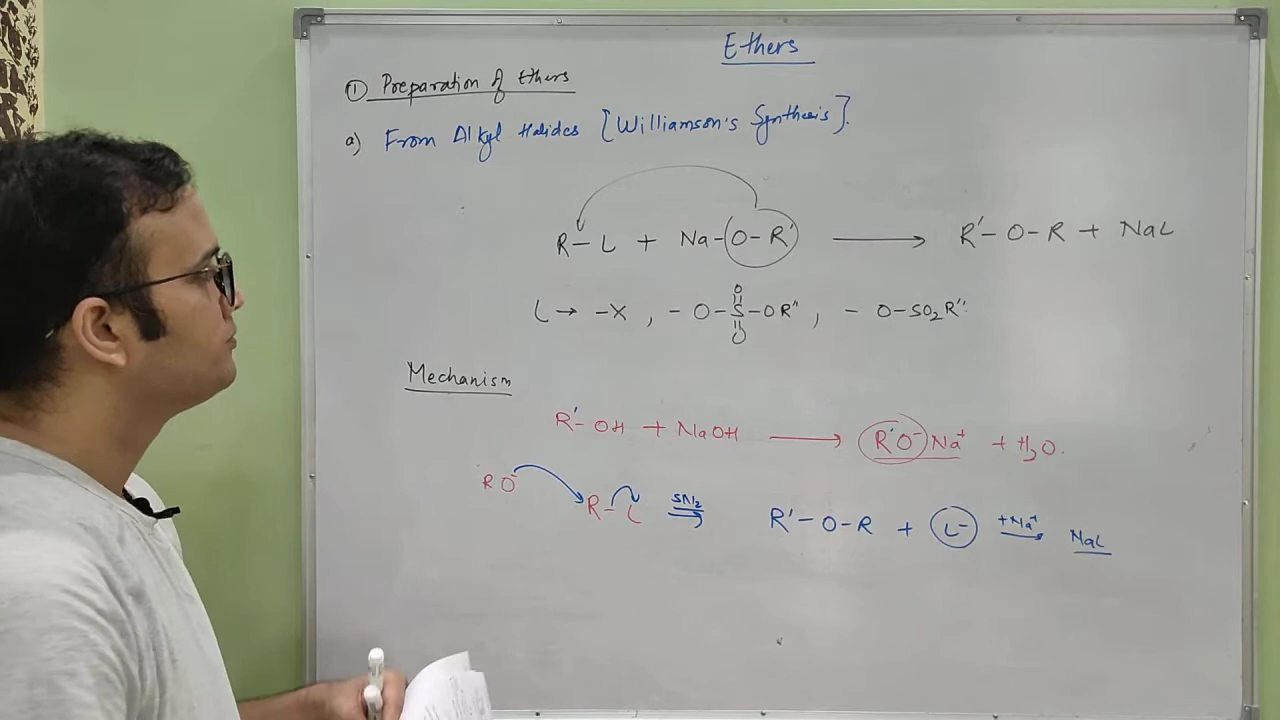 Ethers
① Preparation of Ethers
a) From Alkyl Halides [Williamson's Synthesis].
R-L + Na-O-R' ⟶ R'-O-R + NaL
L → -X, -O-S(=O)(=O)-OR", -O-SO₂R".
Mechanism
R'-OH + NaOH ⟶ R'O⁻Na⁺ + H₂O.
RO⁻ R-L SN₂ R'-O-R + L⁻ +Na⁺ → NaL